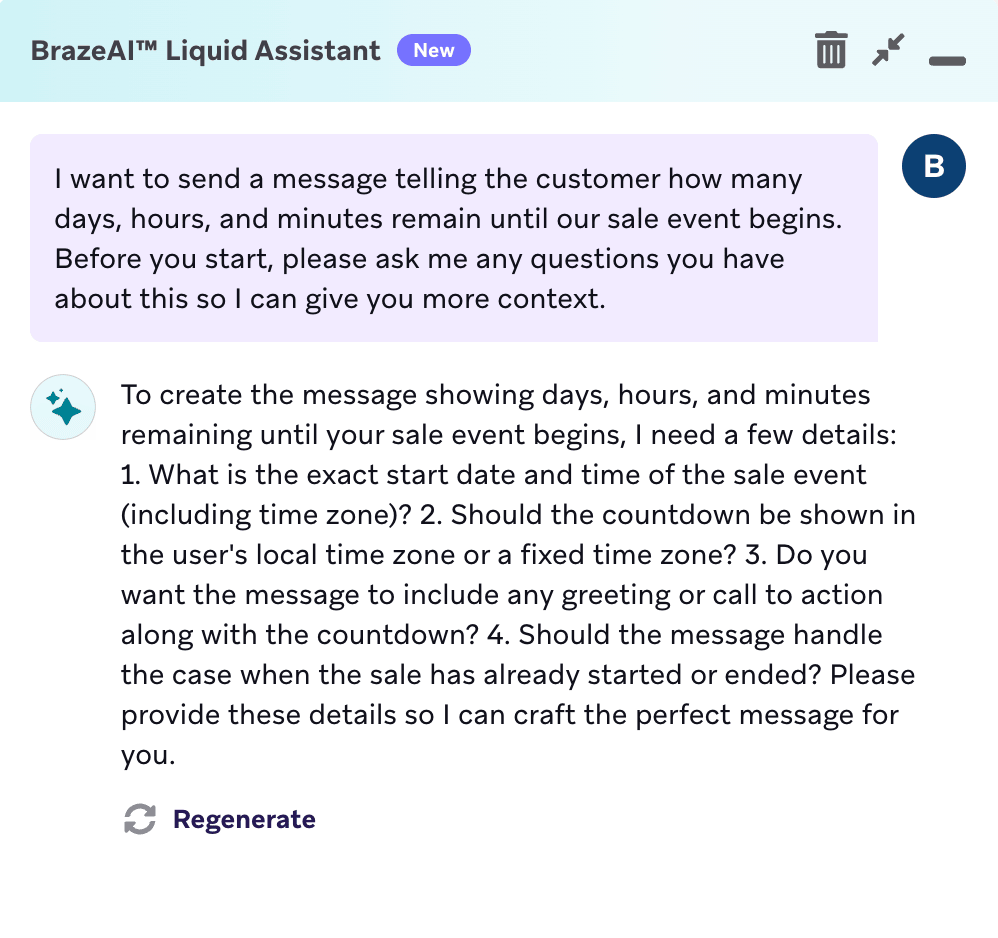 BrazeAI™ Liquid Assistant New
I want to send a message telling the customer how many
days, hours, and minutes remain until our sale event begins.
Before you start, please ask me any questions you have
about this so I can give you more context.
B
To create the message showing days, hours, and minutes
remaining until your sale event begins, I need a few details:
1. What is the exact start date and time of the sale event
(including time zone)? 2. Should the countdown be shown in
the user's local time zone or a fixed time zone? 3. Do you
want the message to include any greeting or call to action
along with the countdown? 4. Should the message handle
the case when the sale has already started or ended? Please
provide these details so I can craft the perfect message for
you.
Regenerate